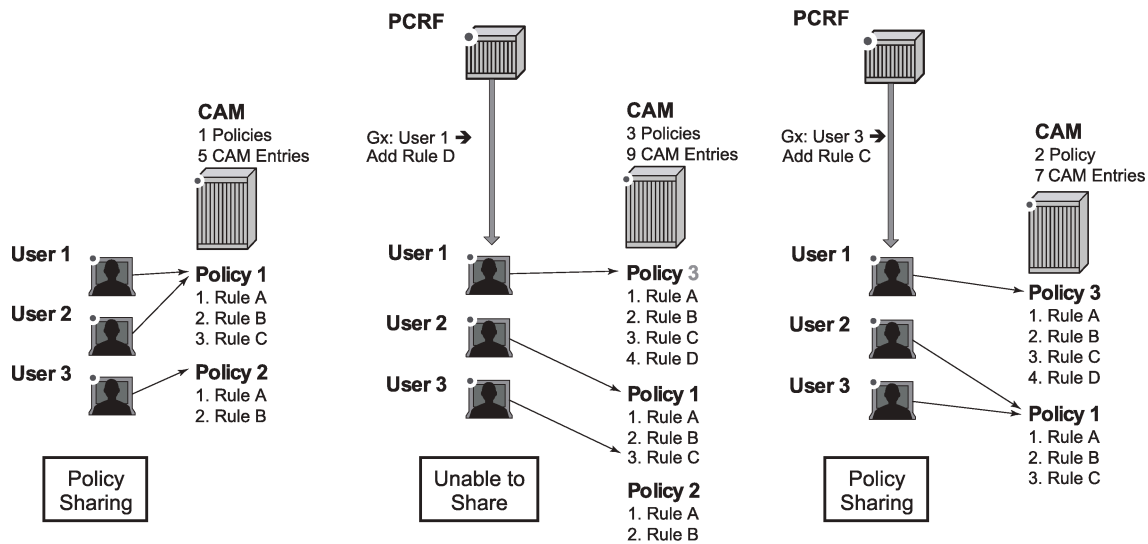 CAM
1 Policies
5 CAM Entries
User 1
User 2
User 3
Policy 1
1. Rule A
2. Rule B
3. Rule C
Policy 2
1. Rule A
2. Rule B
Policy
Sharing
PCRF
Gx: User 1 ➔
Add Rule D
CAM
3 Policies
9 CAM Entries
User 1
User 2
User 3
Policy 3
1. Rule A
2. Rule B
3. Rule C
4. Rule D
Policy 1
1. Rule A
2. Rule B
3. Rule C
Policy 2
1. Rule A
2. Rule B
Unable to
Share
PCRF
Gx: User 3 ➔
Add Rule C
CAM
2 Policy
7 CAM Entries
User 1
User 2
User 3
Policy 3
1. Rule A
2. Rule B
3. Rule C
4. Rule D
Policy 1
1. Rule A
2. Rule B
3. Rule C
Policy
Sharing